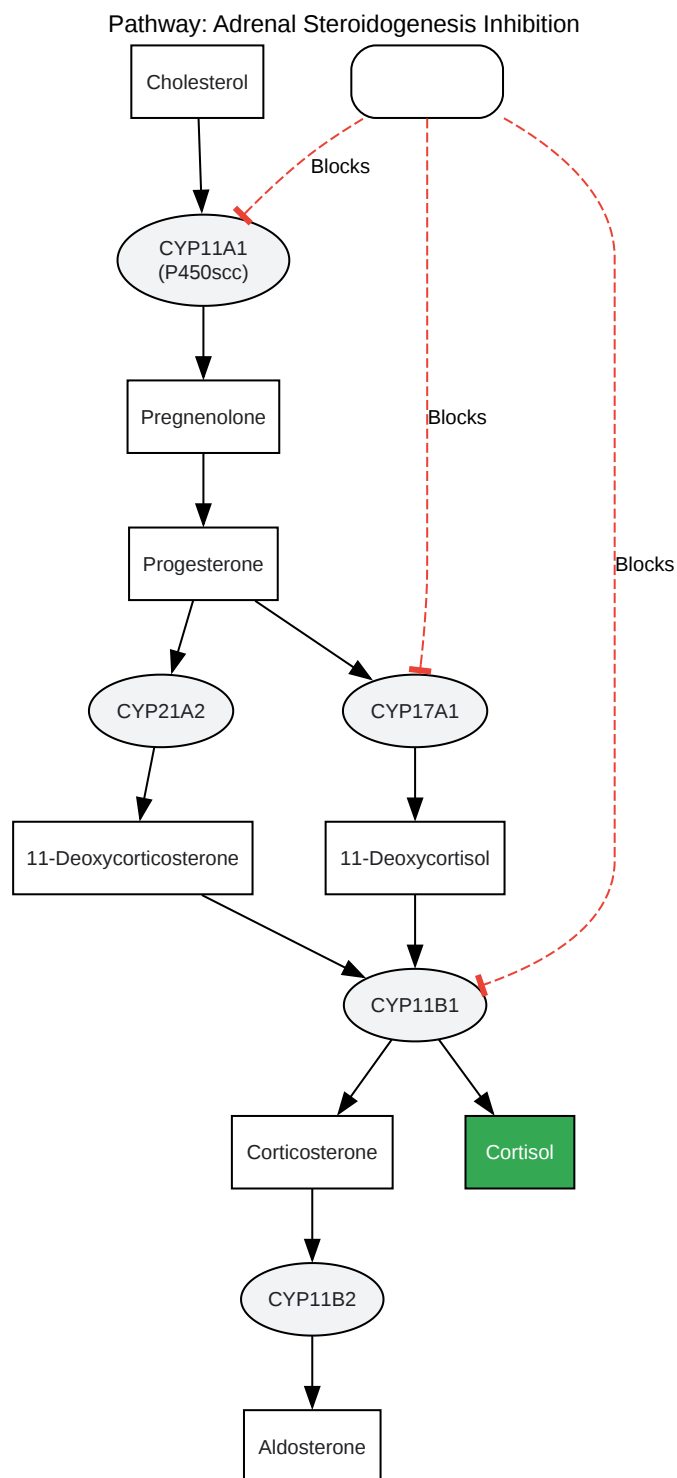 Pathway: Adrenal Steroidogenesis Inhibition
Cholesterol
Blocks
CYP11A1
(P450scc)
Pregnenolone
Blocks
Progesterone
Blocks
CYP21A2
CYP17A1
11-Deoxycorticosterone
11-Deoxycortisol
CYP11B1
Corticosterone
Cortisol
CYP11B2
Aldosterone